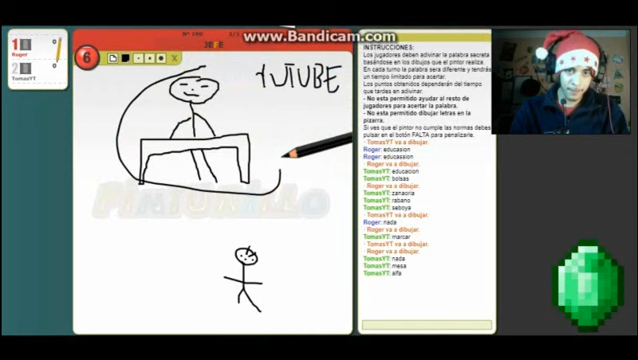 www.Bandicam.com
1
Roger
2
TomasYT
6
YUTUBE
PINTURILLO
INSTRUCCIONES:
Los jugadores deben adivinar la palabra secreta
basándose en los dibujos que el pintor realiza.
En cada turno la palabra será diferente y tendrás
un tiempo limitado para acertar.
Los puntos obtenidos dependerán del tiempo
que tardes en adivinar.
- No esta permitido ayudar al resto de
jugadores para acertar la palabra.
- No esta permitido dibujar letras en la
pizarra.
Si ves que el pintor no cumple las normas debes
pulsar en el botón FALTA para penalizarle.
• TomasYT va a dibujar.
Roger: educasion
Roger: educassion
• Roger va a dibujar.
TomasYT: educacion
TomasYT: bolsas
• Roger va a dibujar.
TomasYT: zanaoria
TomasYT: rabano
TomasYT: seboya
• TomasYT va a dibujar.
Roger: nada
• Roger va a dibujar.
TomasYT: marcar
• TomasYT va a dibujar.
• Roger va a dibujar.
TomasYT: nada
TomasYT: mesa
TomasYT: alfa